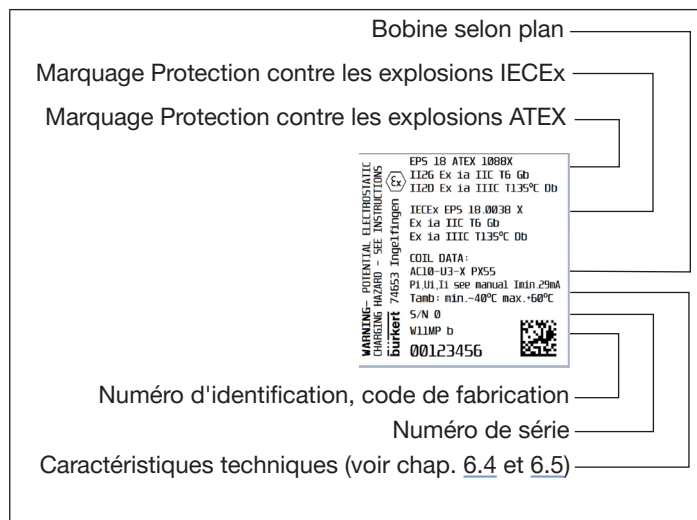 Bobine selon plan
Marquage Protection contre les explosions IECEx
Marquage Protection contre les explosions ATEX
WARNING- POTENTIAL ELECTROSTATIC
CHARGING HAZARD - SEE INSTRUCTIONS
bürkert 74653 Ingelfingen
Ex
EPS 18 ATEX 1088X
II2G Ex ia IIC T6 Gb
II2D Ex ia IIIC T135°C Db
IECEx EPS 18.0038 X
Ex ia IIC T6 Gb
Ex ia IIIC T135°C Db
COIL DATA:
AC10-U3-X PX55
Pi,Ui,Ii see manual Imin.29mA
Tamb: min.-40°C max.+60°C
S/N 0
W11MP b
00123456
Numéro d'identification, code de fabrication
Numéro de série
Caractéristiques techniques (voir chap. 6.4 et 6.5)